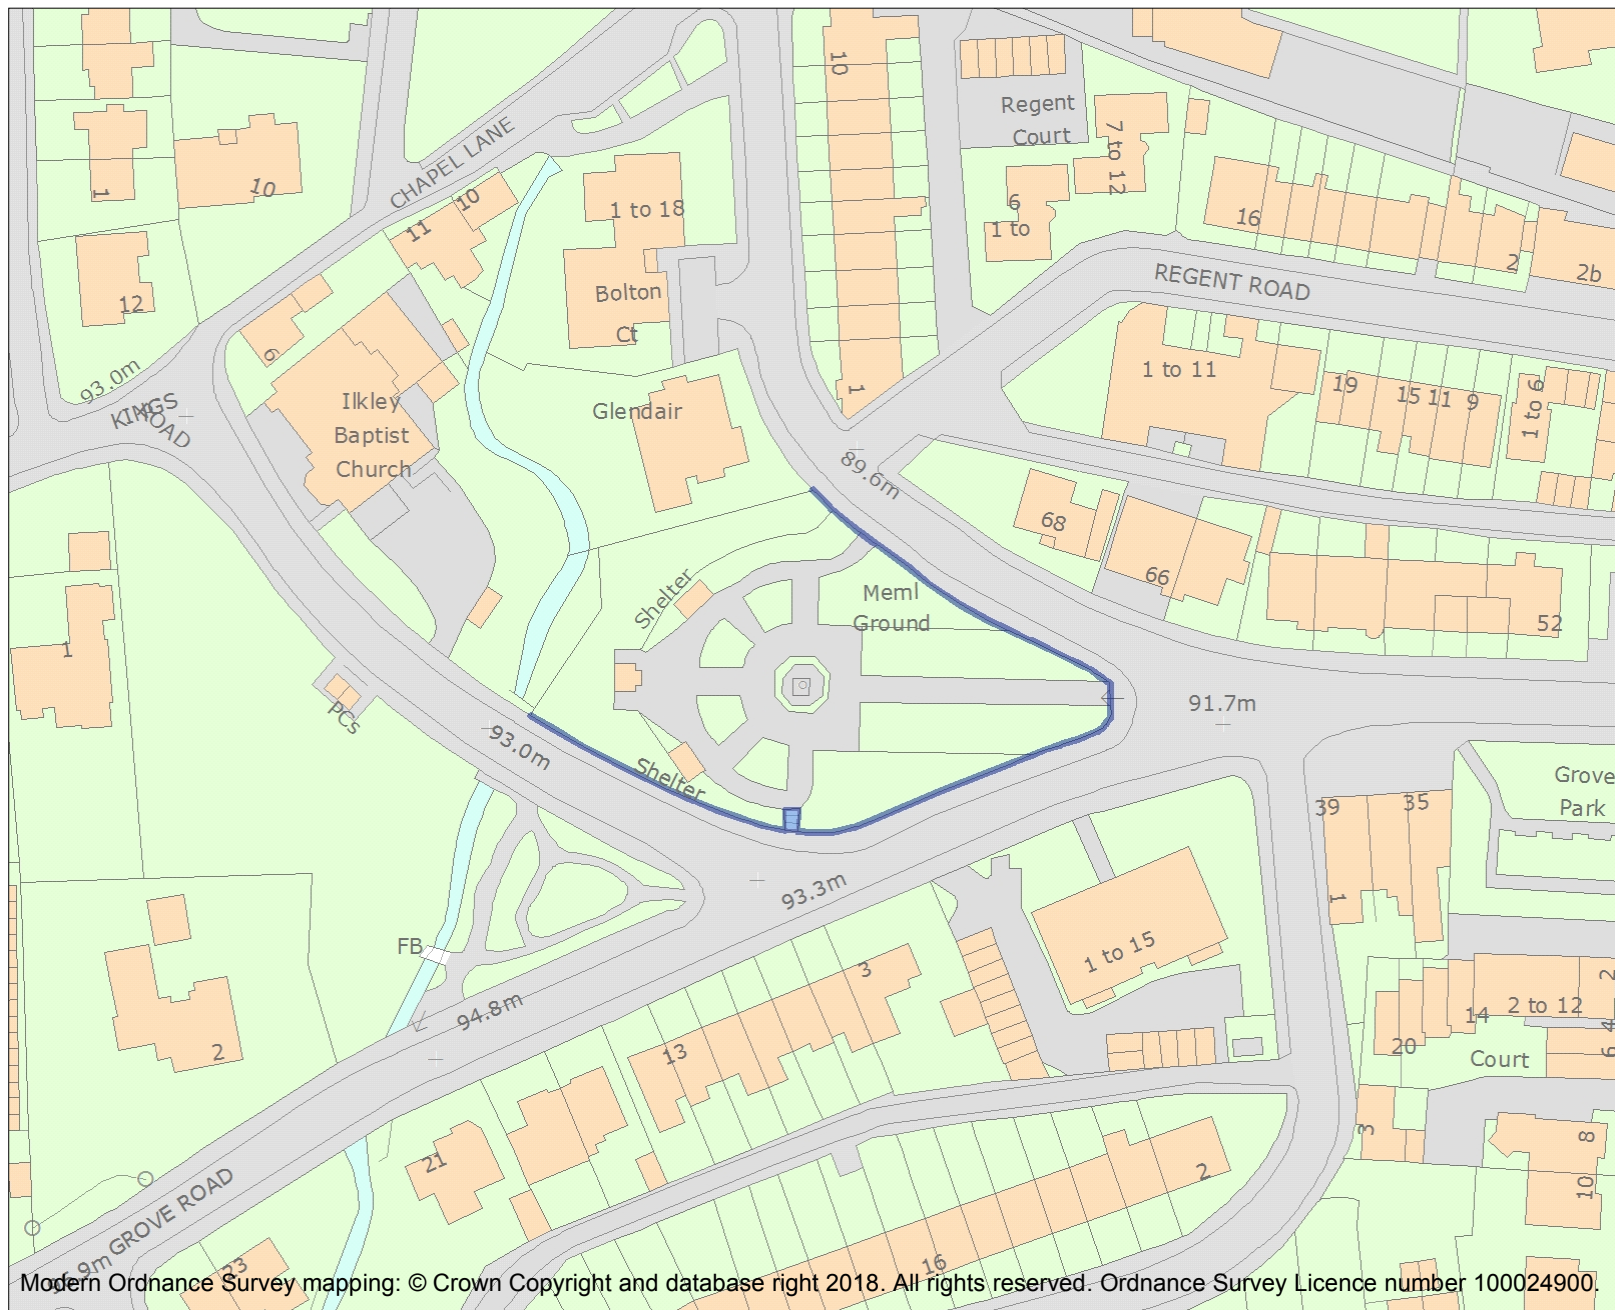 10
Regent
Court
7 to 12
CHAPEL LANE
1
10
10
11
1 to 18
6
1 to
16
2
2b
REGENT ROAD
12
Bolton
Ct
6
93.0m
KINGS
ROAD
Ilkley
Baptist
Church
Glendair
1
1 to 11
19
15
11
9
1 to 6
89.6m
68
66
52
Shelter
Meml
Ground
1
PCs
93.0m
Shelter
91.7m
Grove
Park
39
35
1
93.3m
FB
94.8m
3
1 to 15
2
13
14
2 to 12
2
4
6
20
Court
21
3
8
10
2
GROVE ROAD
23
16
Modern Ordnance Survey mapping: © Crown Copyright and database right 2018. All rights reserved. Ordnance Survey Licence number 100024900.